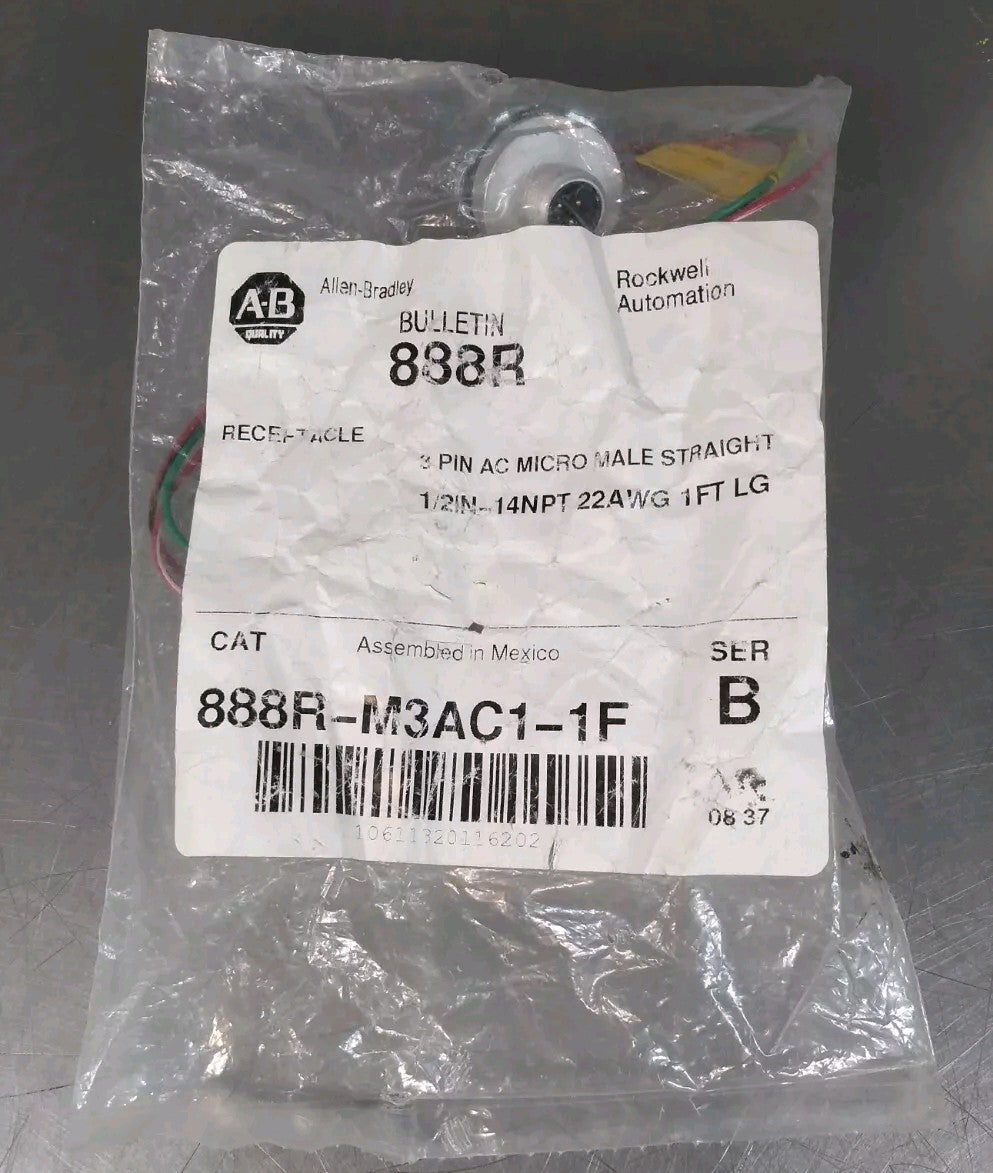 A-B
QUALITY
Allen-Bradley
Rockwell
Automation
BULLETIN
888R
RECEPTACLE
3 PIN AC MICRO MALE STRAIGHT
1/2IN-14NPT 22AWG 1FT LG
CAT
Assembled in Mexico
SER
888R-M3AC1-1F
B
10611320116202
08 37